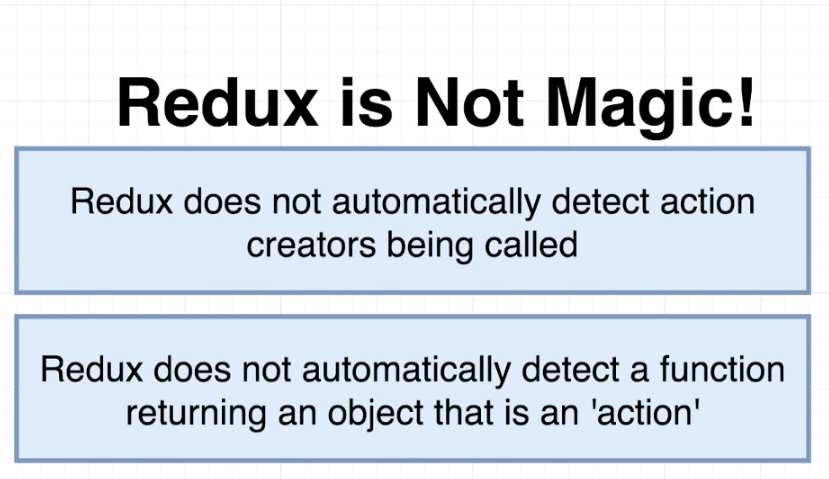 Redux is Not Magic!
Redux does not automatically detect action
creators being called
Redux does not automatically detect a function
returning an object that is an 'action'